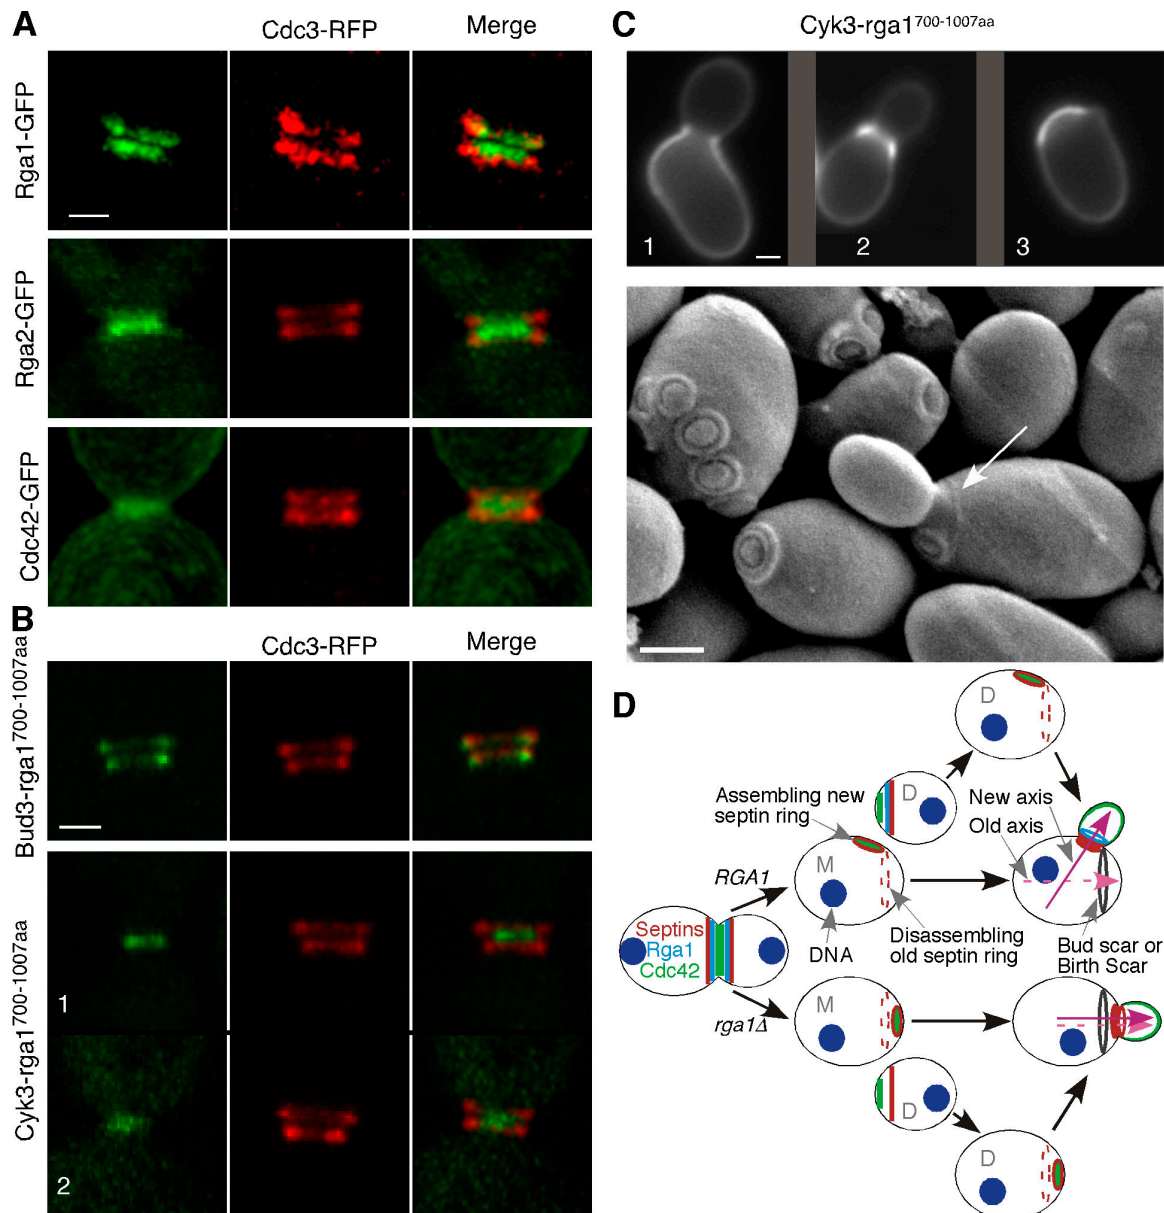 A
Cdc3-RFP
Merge
Rga1-GFP
Rga2-GFP
Cdc42-GFP
B
Cdc3-RFP
Merge
Bud3-rga1700-1007aa
Cyk3-rga1700-1007aa
1
2
C
Cyk3-rga1700-1007aa
1
2
3
D
D
D
Assembling new
septin ring
New axis
Old axis
RGA1
M
Septins
Rga1
Cdc42
DNA
Disassembling
old septin ring
Bud scar or
Birth Scar
rga1Δ
M
D
D